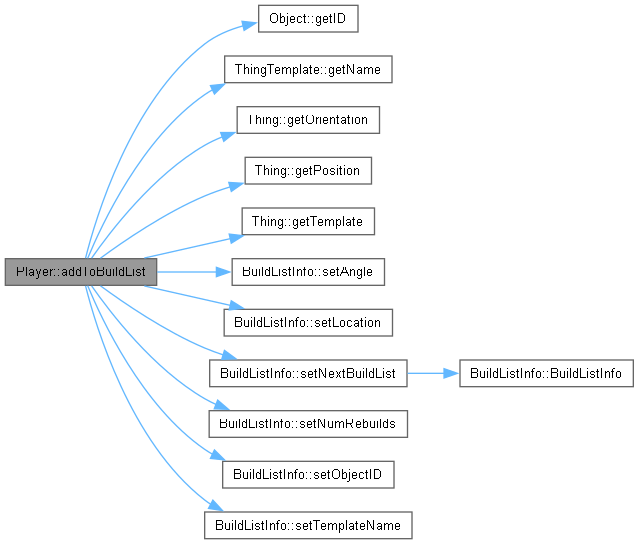 Object::getID
ThingTemplate::getName
Thing::getOrientation
Thing::getPosition
Thing::getTemplate
Player::addToBuildList
BuildListInfo::setAngle
BuildListInfo::setLocation
BuildListInfo::setNextBuildList
BuildListInfo::BuildListInfo
BuildListInfo::setNumRebuilds
BuildListInfo::setObjectID
BuildListInfo::setTemplateName